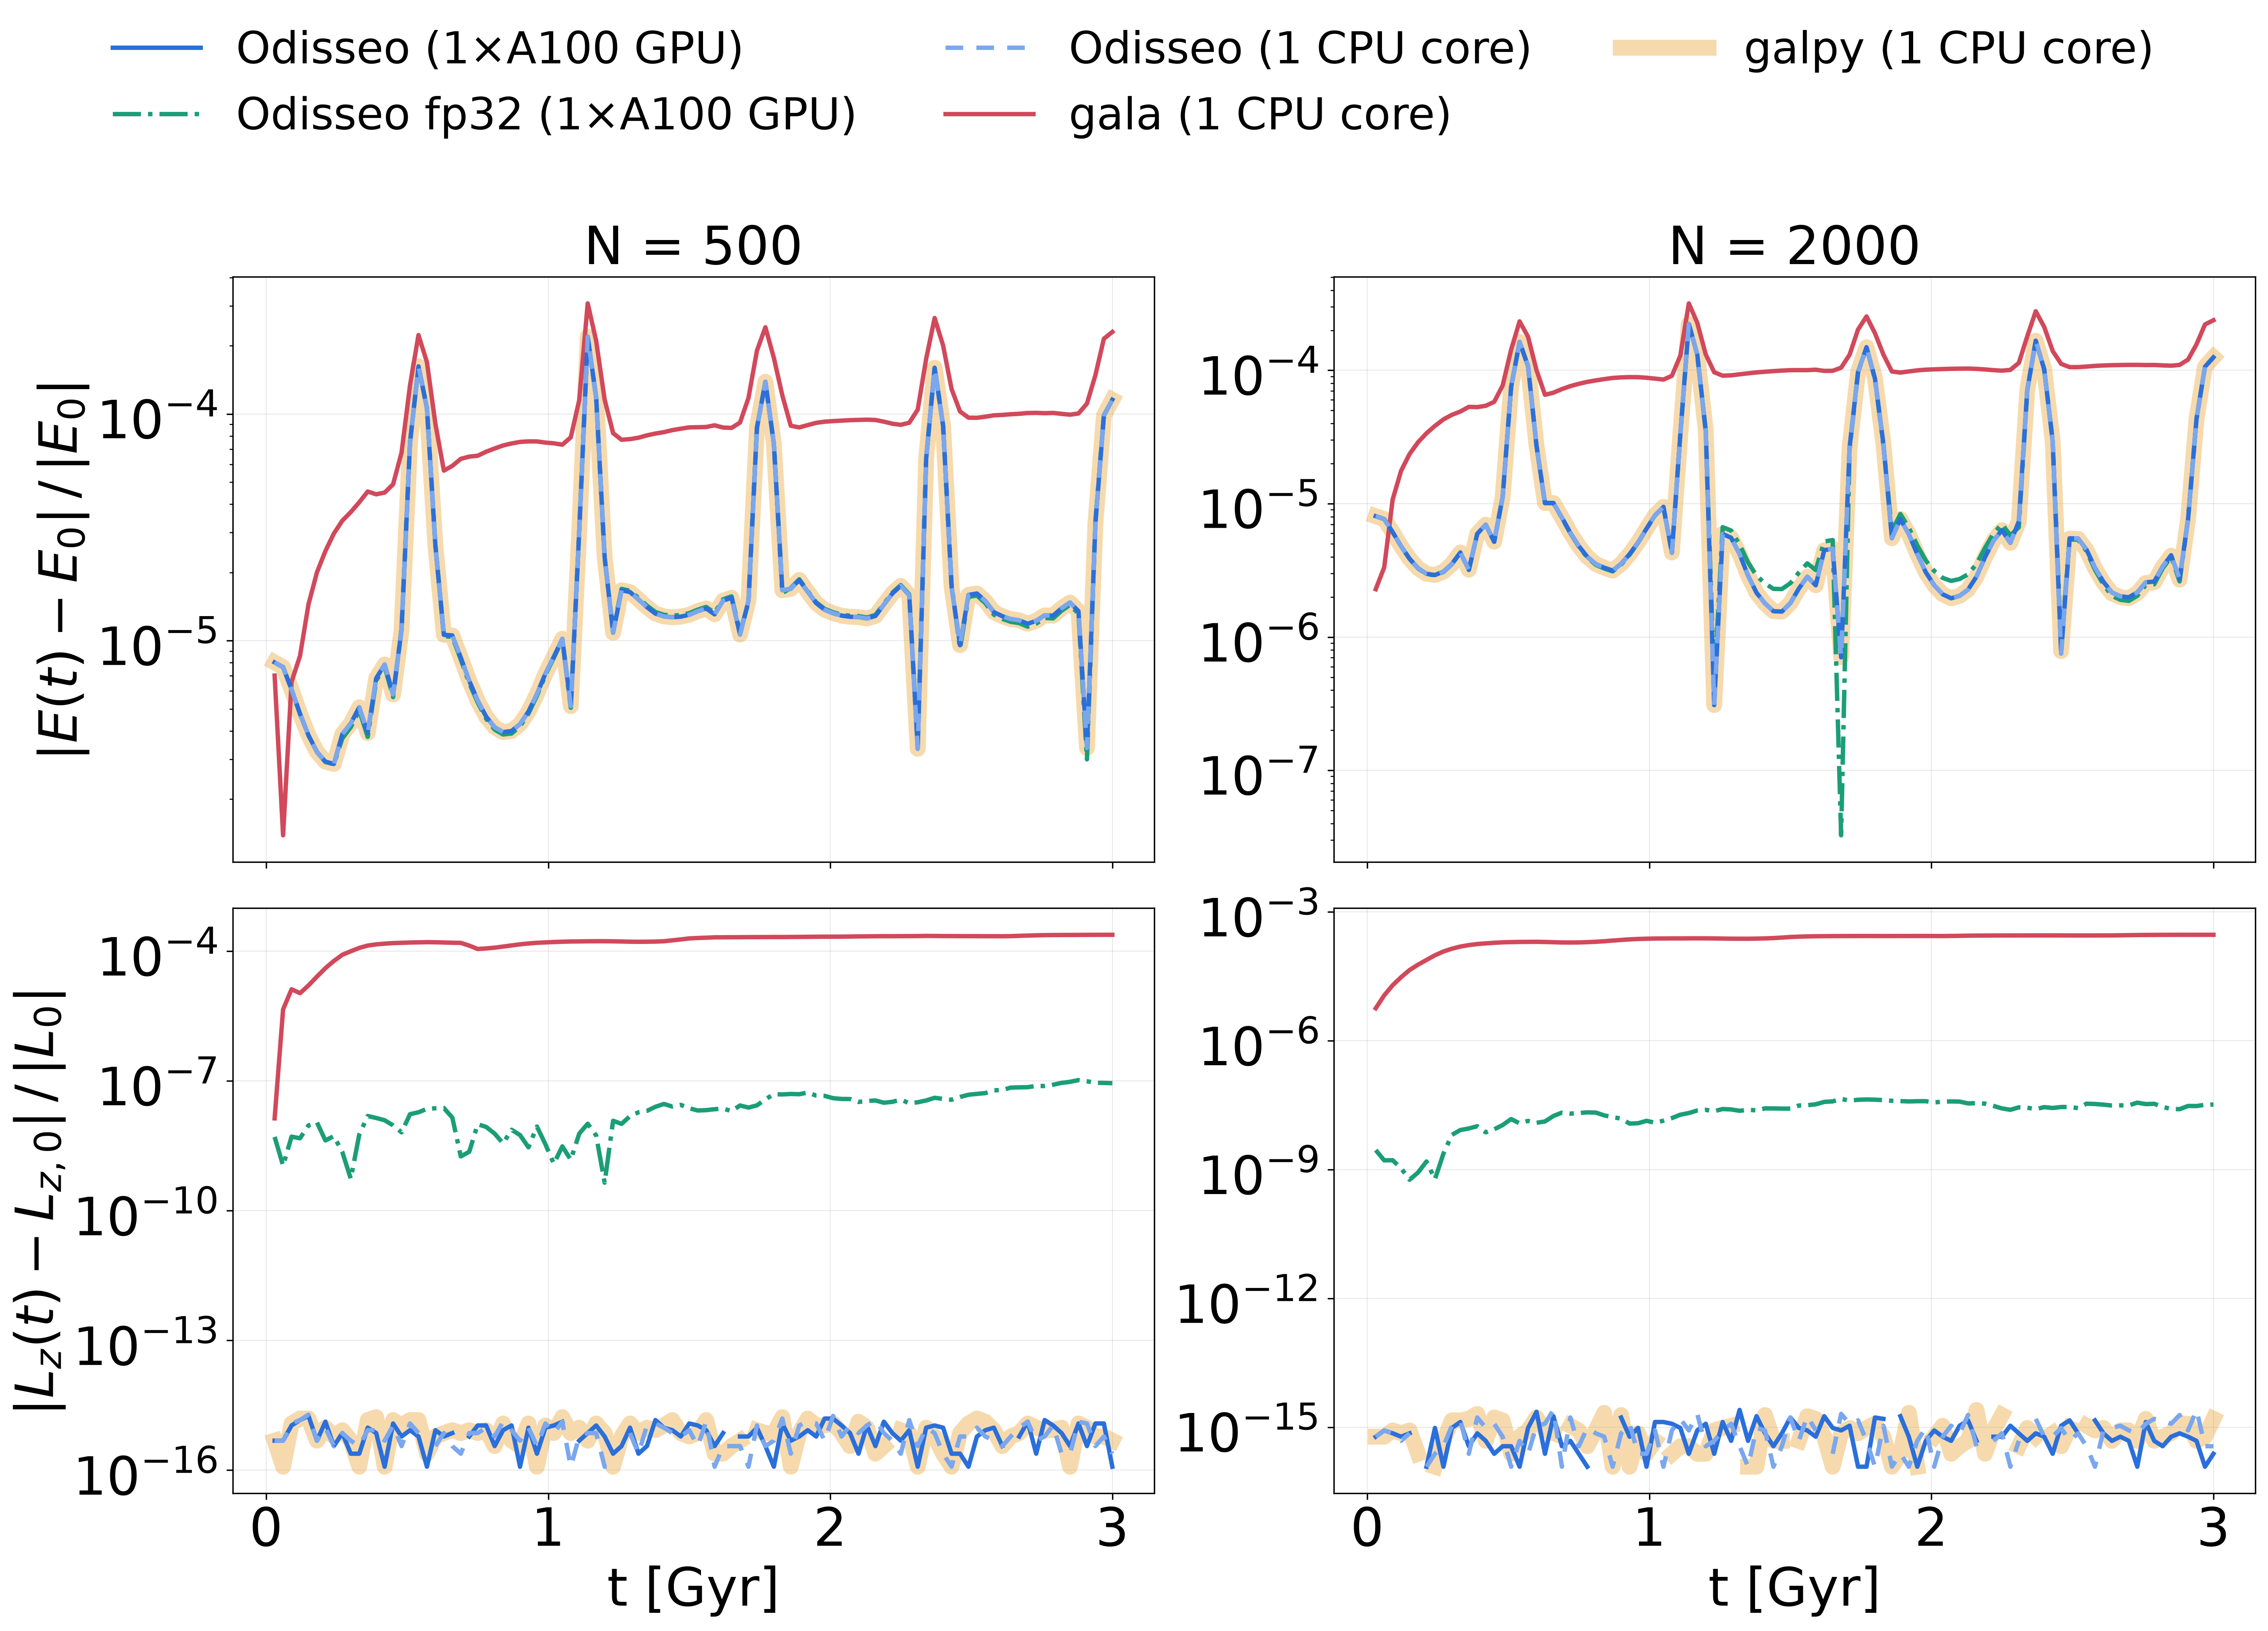 Odisseo (1×A100 GPU) Odisseo (1 CPU core) galpy (1 CPU core)
Odisseo fp32 (1×A100 GPU) gala (1 CPU core)
N = 500 N = 2000
|E(t) − E₀| / |E₀|
10⁻⁴
10⁻⁵
10⁻⁴
10⁻⁵
10⁻⁶
10⁻⁷
|L_z(t) − L_{z,0}| / |L₀|
10⁻⁴
10⁻⁷
10⁻¹⁰
10⁻¹³
10⁻¹⁶
10⁻³
10⁻⁶
10⁻⁹
10⁻¹²
10⁻¹⁵
0 1 2 3 0 1 2 3
t [Gyr] t [Gyr]